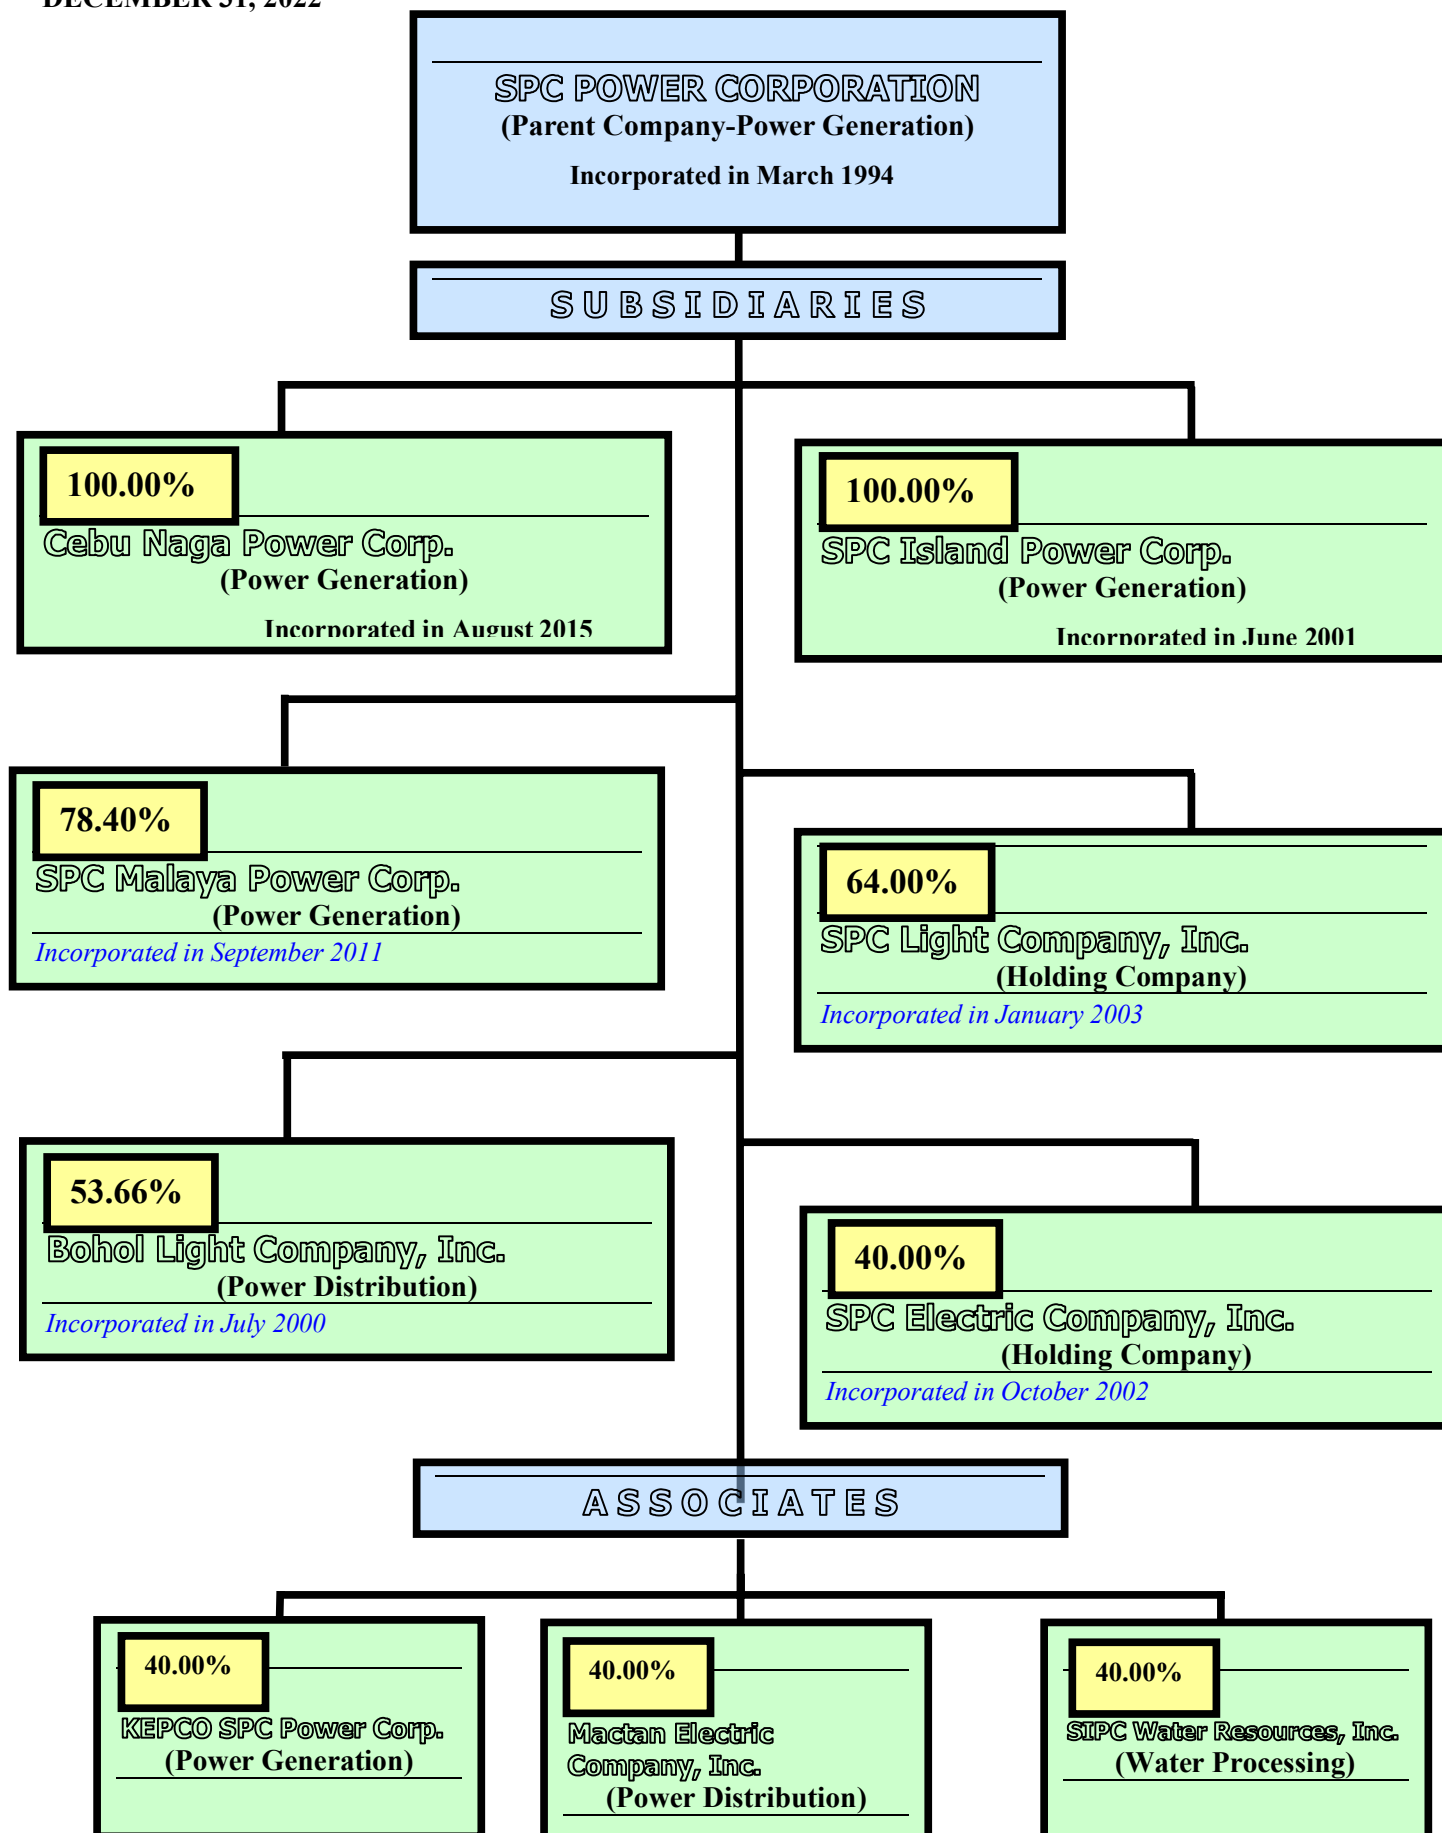 DECEMBER 31, 2022
SPC POWER CORPORATION
(Parent Company-Power Generation)
Incorporated in March 1994
SUBSIDIARIES
100.00%
Cebu Naga Power Corp.
(Power Generation)
Incorporated in August 2015
100.00%
SPC Island Power Corp.
(Power Generation)
Incorporated in June 2001
78.40%
SPC Malaya Power Corp.
(Power Generation)
Incorporated in September 2011
64.00%
SPC Light Company, Inc.
(Holding Company)
Incorporated in January 2003
53.66%
Bohol Light Company, Inc.
(Power Distribution)
Incorporated in July 2000
40.00%
SPC Electric Company, Inc.
(Holding Company)
Incorporated in October 2002
ASSOCIATES
40.00%
KEPCO SPC Power Corp.
(Power Generation)
40.00%
Mactan Electric
Company, Inc.
(Power Distribution)
40.00%
SIPC Water Resources, Inc.
(Water Processing)